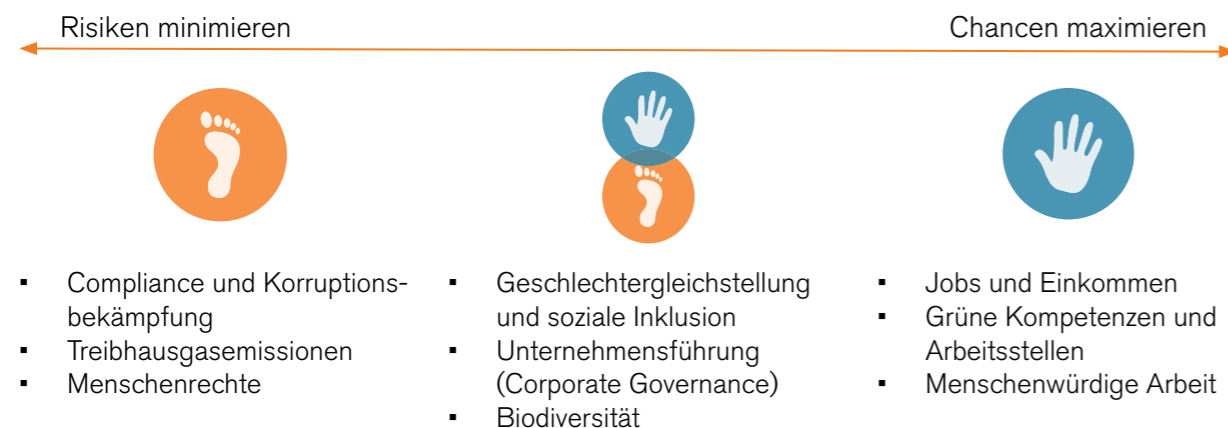 Risiken minimieren
Chancen maximieren
▪ Compliance und Korruptions-
bekämpfung
▪ Treibhausgasemissionen
▪ Menschenrechte
▪ Geschlechtergleichstellung
und soziale Inklusion
▪ Unternehmensführung
(Corporate Governance)
▪ Biodiversität
▪ Jobs und Einkommen
▪ Grüne Kompetenzen und
Arbeitsstellen
▪ Menschenwürdige Arbeit